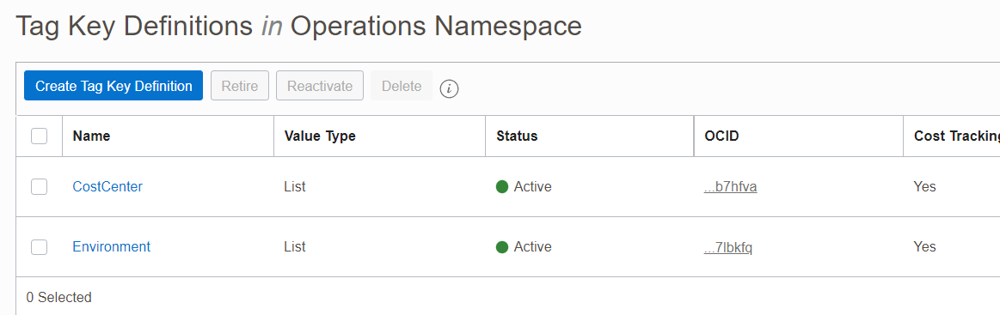 Tag Key Definitions in Operations Namespace
Create Tag Key Definition Retire Reactivate Delete i
Name Value Type Status OCID Cost Tracking
CostCenter List Active ...b7hfva Yes
Environment List Active ...7lbkfq Yes
0 Selected